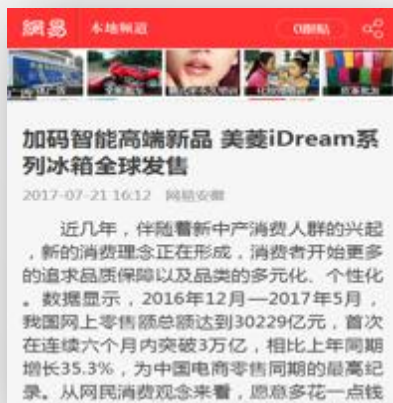 網易 本地频道 0跟贴
加码智能高端新品 美菱iDream系
列冰箱全球发售
2017-07-21 16:12 网易安徽
近几年，伴随着新中产消费人群的兴起
，新的消费理念正在形成，消费者开始更多
的追求品质保障以及品类的多元化、个性化
。数据显示，2016年12月—2017年5月，
我国网上零售额总额达到30229亿元，首次
在连续六个月内突破3万亿，相比上年同期
增长35.3%，为中国电商零售同期的最高纪
录。从网民消费观念来看，愿意多花一点钱